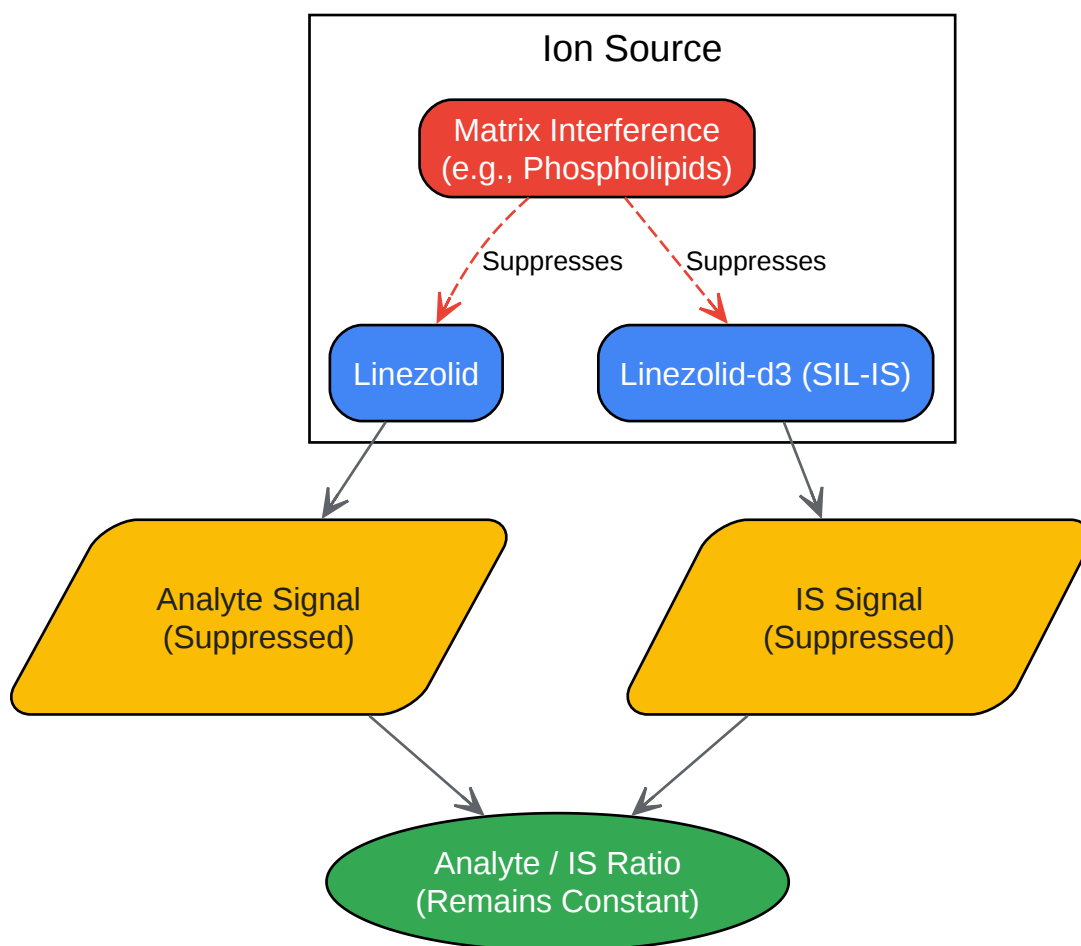 Ion Source
Matrix Interference
(e.g., Phospholipids)
Suppresses
Suppresses
Linezolid
Linezolid-d3 (SIL-IS)
Analyte Signal
(Suppressed)
IS Signal
(Suppressed)
Analyte / IS Ratio
(Remains Constant)